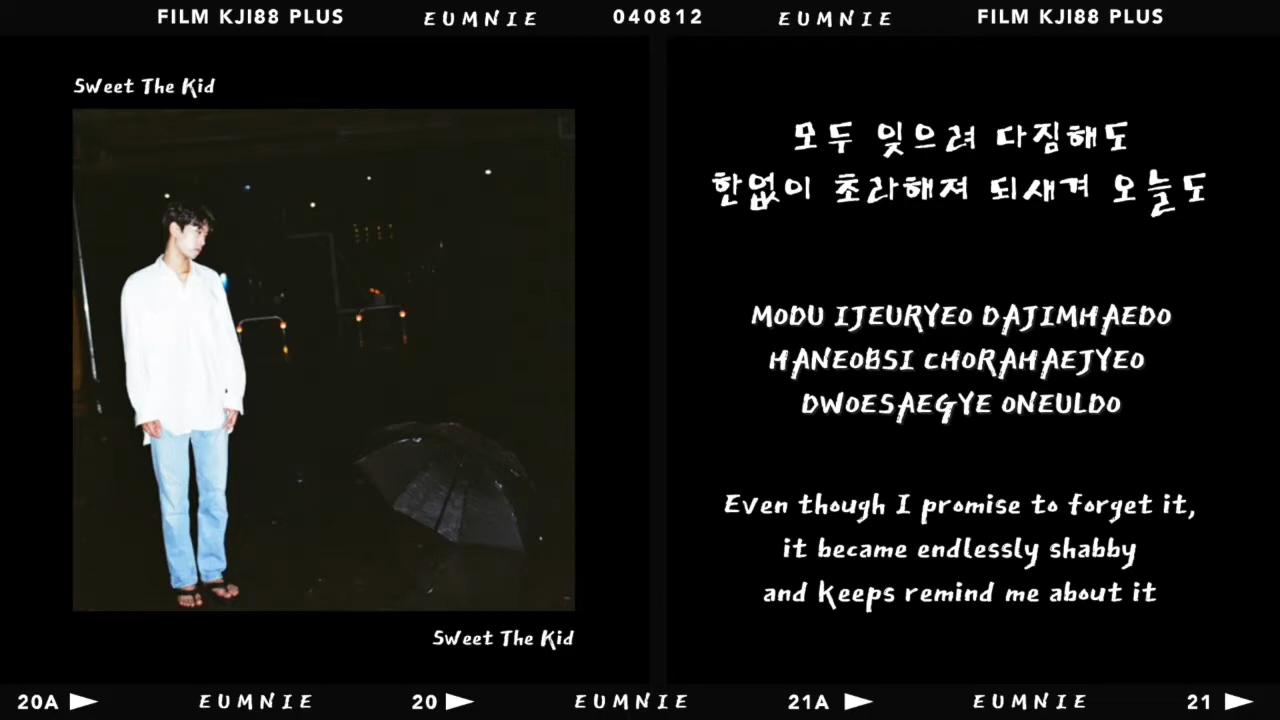 FILM KJI88 PLUS EUMNIE 040812 EUMNIE FILM KJI88 PLUS
Sweet The Kid
모두 잊으려 다짐해도
한없이 초라해져 되새겨 오늘도
MODU IJEURYEO DAJIMHAEDO
HANEOBSI CHORAHAEJYEO
DWOESAEGYE ONEULDO
Even though I promise to forget it,
it became endlessly shabby
and keeps remind me about it
Sweet The Kid
20A EUMNIE 20 EUMNIE 21A EUMNIE 21